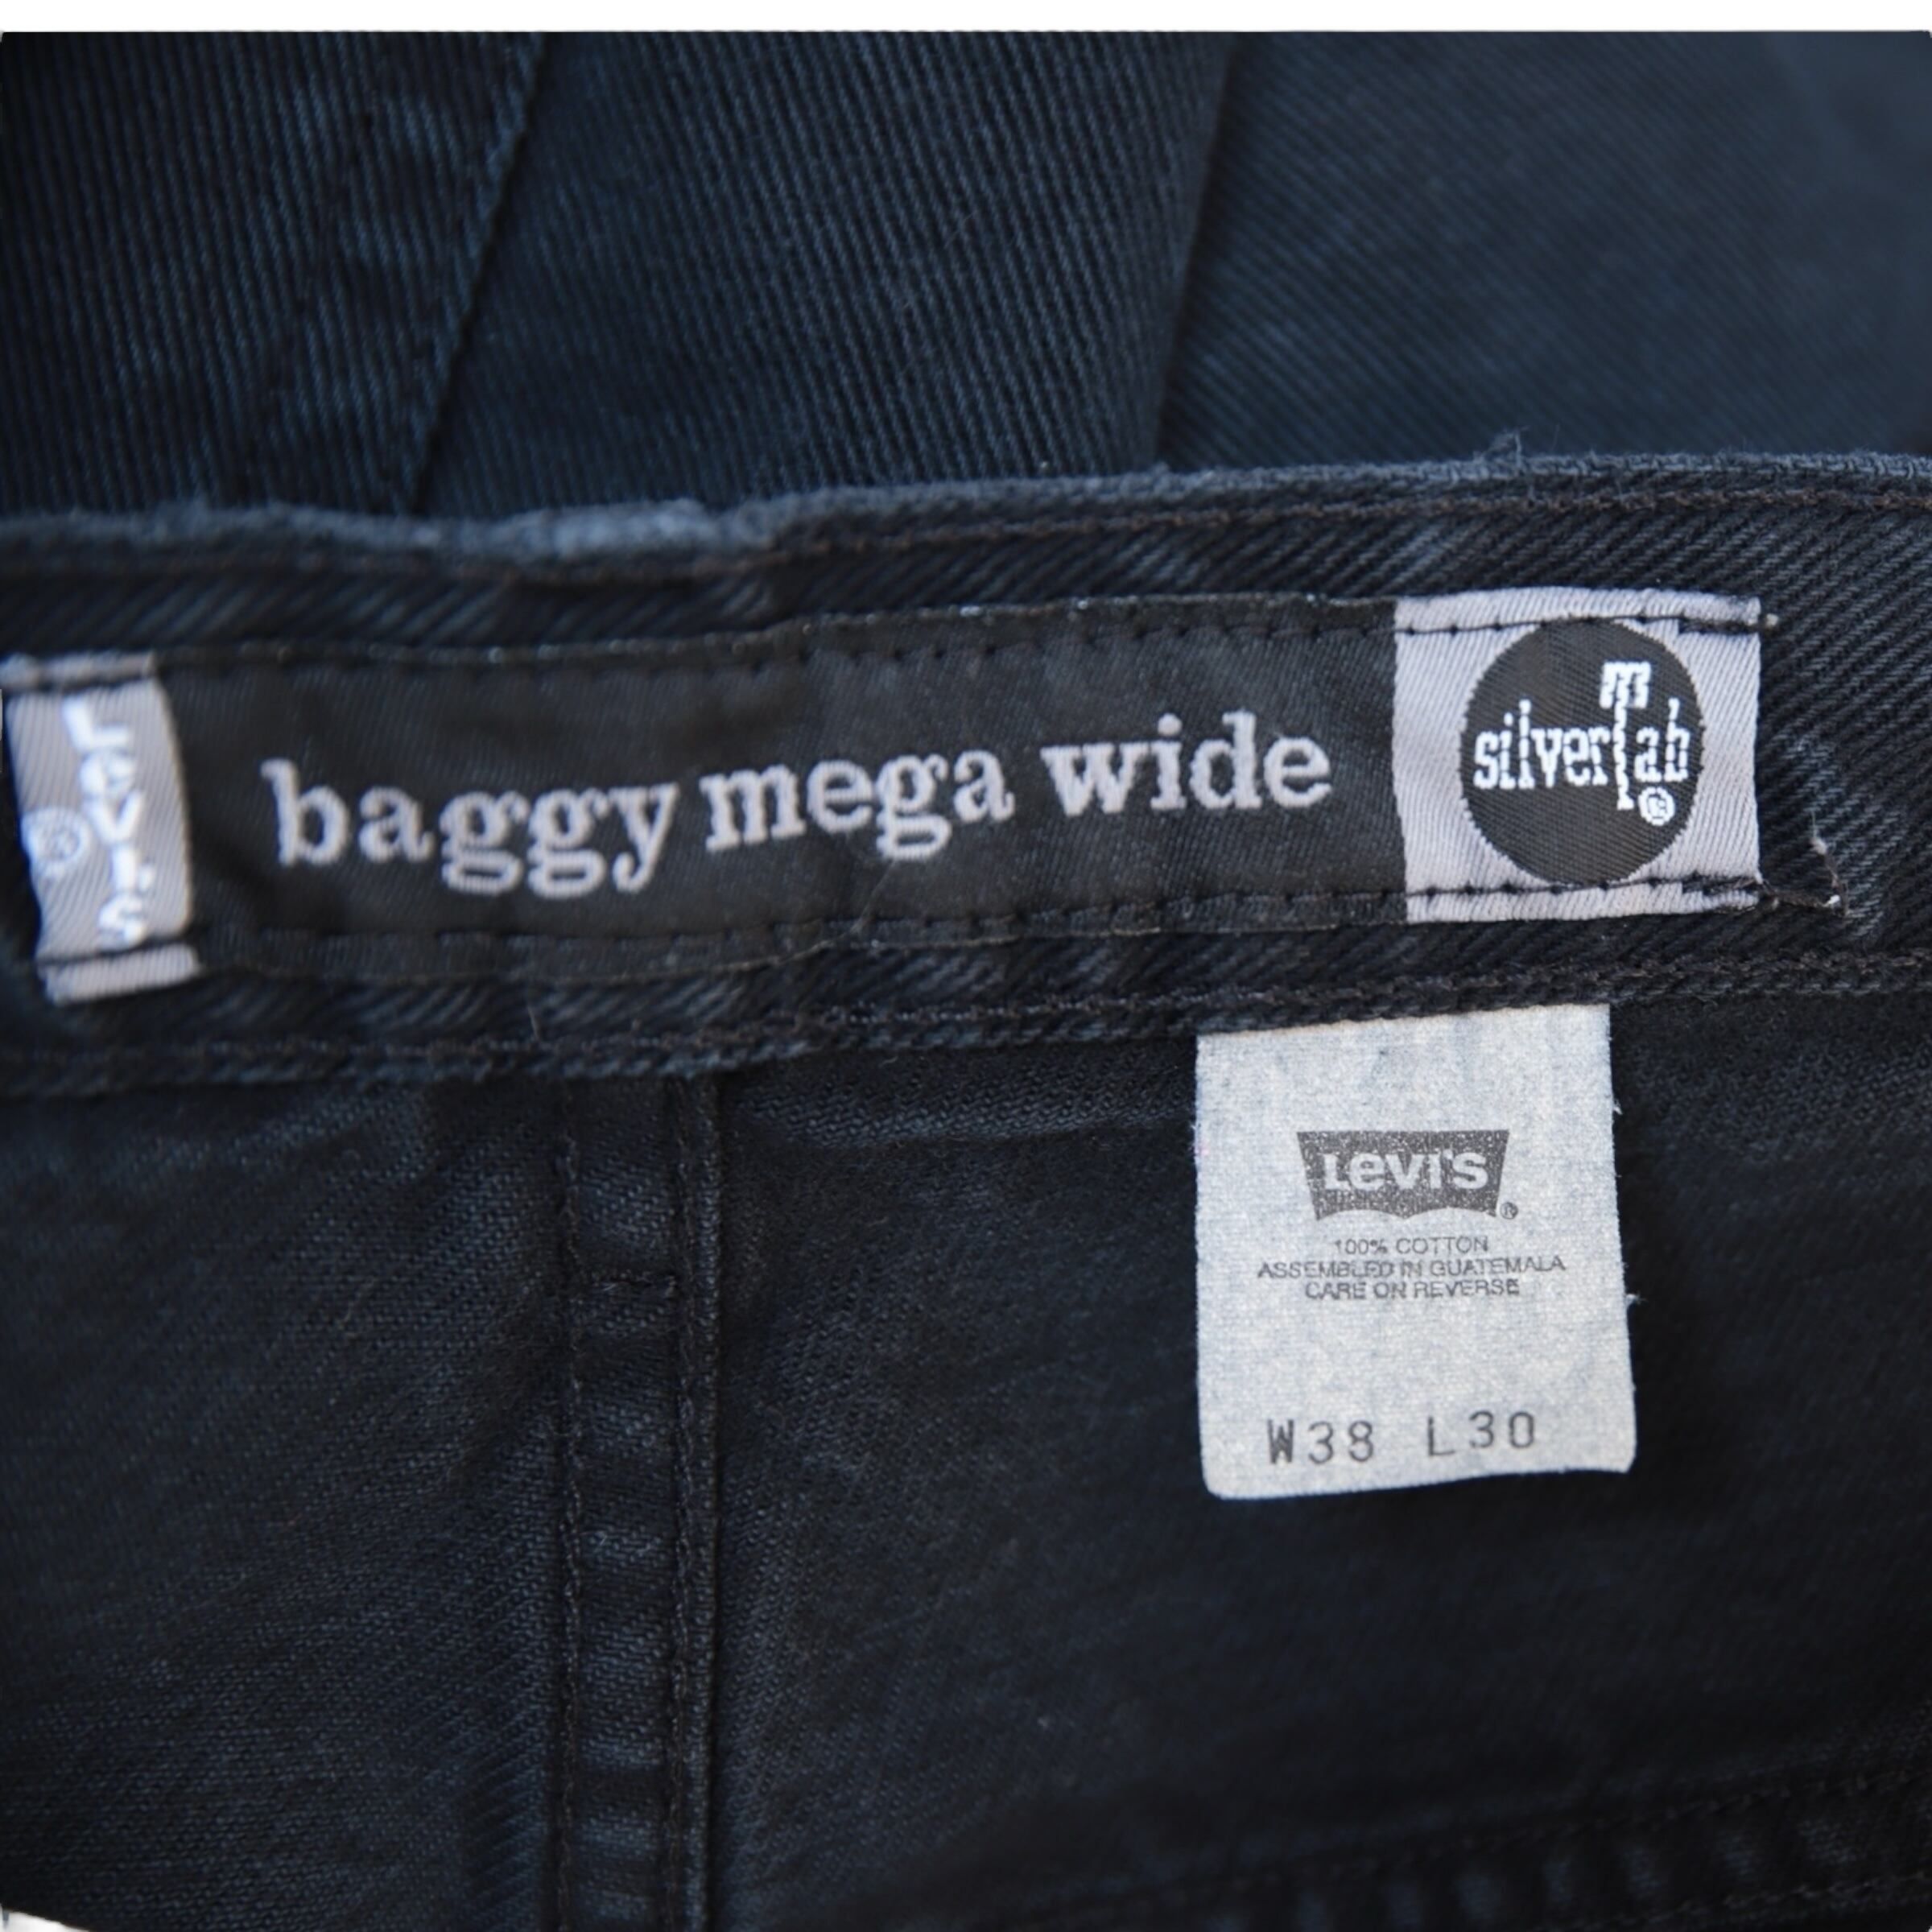 Levi's ®
baggy mega wide
silverTab ®
Levi's ®
100% COTTON
ASSEMBLED IN GUATEMALA
CARE ON REVERSE
W38 L30